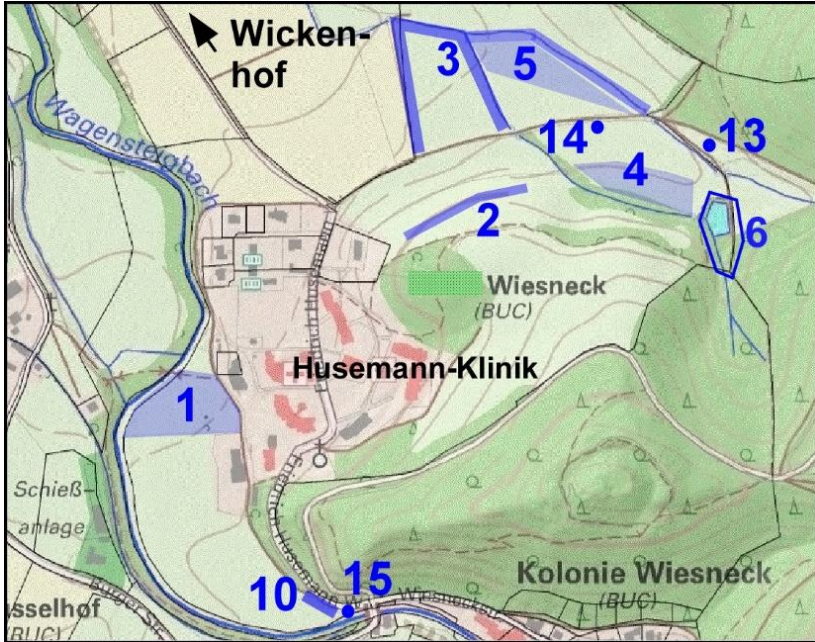 Wicken-
hof
3
5
Wagensteigbach
14
13
4
2
6
Wiesneck
(BUC)
Husemann-Klinik
1
Schieß-
anlage
10
15
Kolonie Wiesneck
(BUC)
sselhof
(BUC)